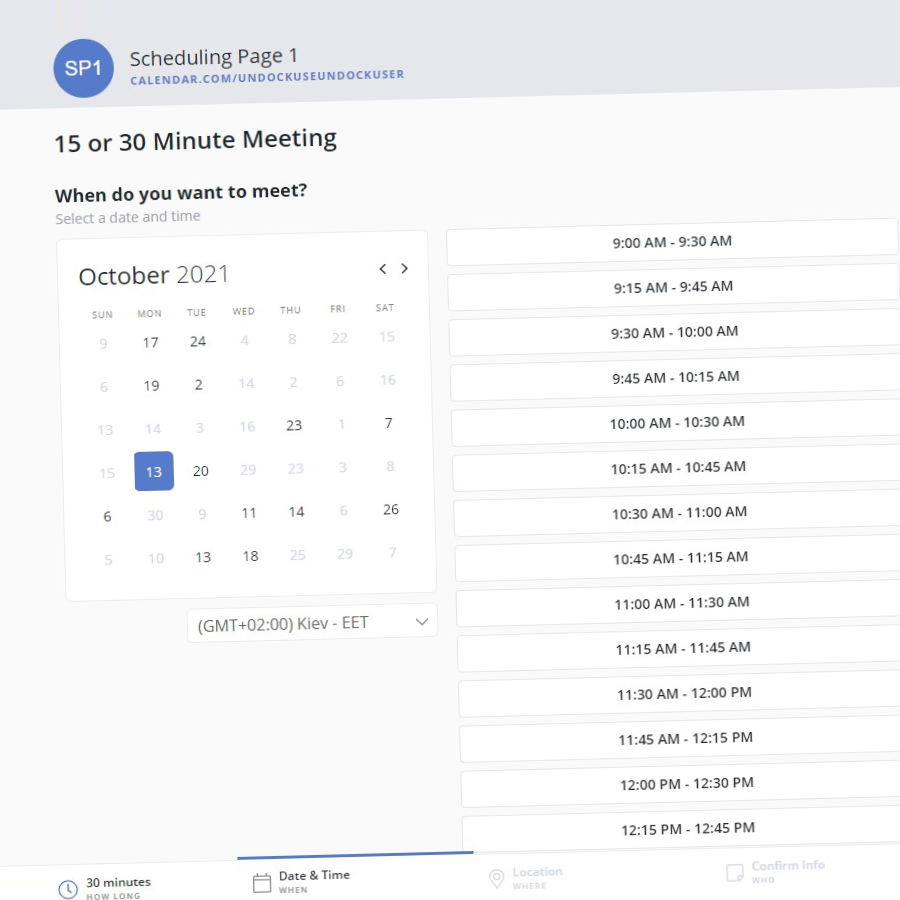 SP1
Scheduling Page 1
CALENDAR.COM/UNDOCKUSEUNDOCKUSER
15 or 30 Minute Meeting
When do you want to meet?
Select a date and time
October 2021
SUN MON TUE WED THU FRI SAT
9 17 24 4 8 22 15
6 19 2 14 2 6 16
13 14 3 16 23 1 7
15 13 20 29 23 3 8
6 30 9 11 14 6 26
5 10 13 18 25 29 7
(GMT+02:00) Kiev - EET
9:00 AM - 9:30 AM
9:15 AM - 9:45 AM
9:30 AM - 10:00 AM
9:45 AM - 10:15 AM
10:00 AM - 10:30 AM
10:15 AM - 10:45 AM
10:30 AM - 11:00 AM
10:45 AM - 11:15 AM
11:00 AM - 11:30 AM
11:15 AM - 11:45 AM
11:30 AM - 12:00 PM
11:45 AM - 12:15 PM
12:00 PM - 12:30 PM
12:15 PM - 12:45 PM
30 minutes
HOW LONG
Date & Time
WHEN
Location
WHERE
Confirm Info
WHO